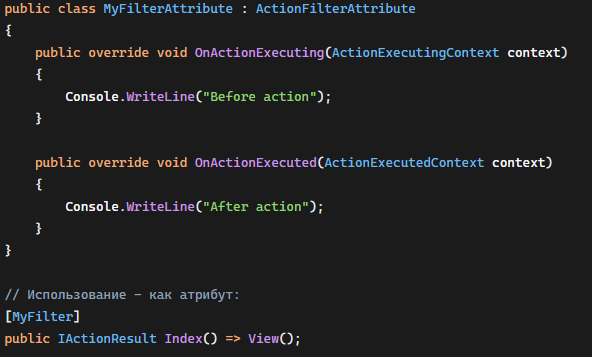 public class MyFilterAttribute : ActionFilterAttribute
{
    public override void OnActionExecuting(ActionExecutingContext context)
    {
        Console.WriteLine("Before action");
    }

    public override void OnActionExecuted(ActionExecutedContext context)
    {
        Console.WriteLine("After action");
    }
}

// Использование – как атрибут:
[MyFilter]
public IActionResult Index() => View();